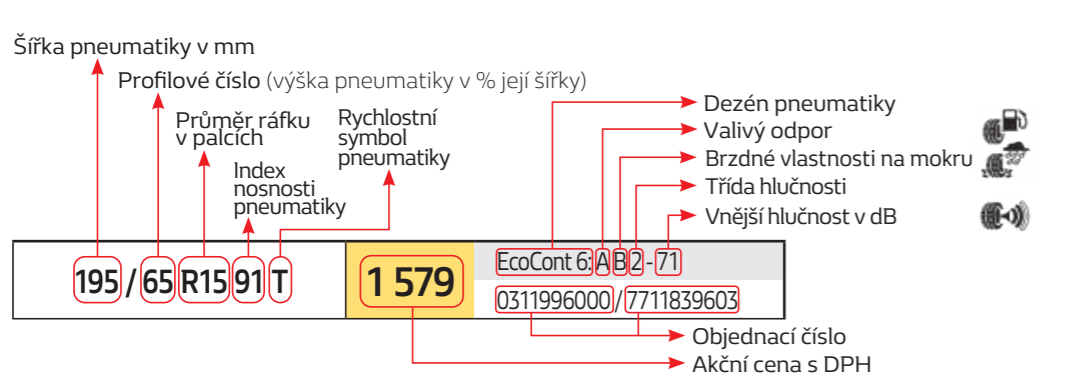 Šířka pneumatiky v mm
Profilové číslo (výška pneumatiky v % její šířky)
Průměr ráfku
v palcích
Rychlostní
symbol
pneumatiky
Index
nosnosti
pneumatiky
Dezén pneumatiky
Valivý odpor
Brzdné vlastnosti na mokru
Třída hlučnosti
Vnější hlučnost v dB
195/65 R15 91 T
1 579
EcoCont 6: A B 2-71
0311996000/7711839603
Objednací číslo
Akční cena s DPH